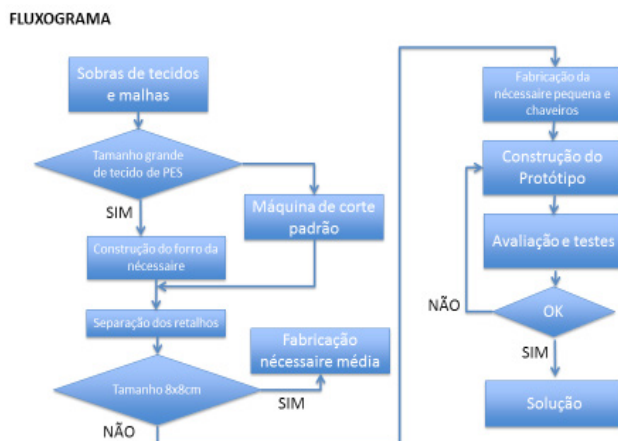 FLUXOGRAMA
Sobras de tecidos
e malhas
Tamanho grande
de tecido de PES
SIM
Máquina de corte
padrão
Construção do forro da
nécessaire
Separação dos retalhos
Tamanho 8x8cm
SIM
Fabricação
nécessaire média
NÃO
Fabricação da
nécessaire pequena e
chaveiros
Construção do
Protótipo
Avaliação e testes
OK
NÃO
SIM
Solução